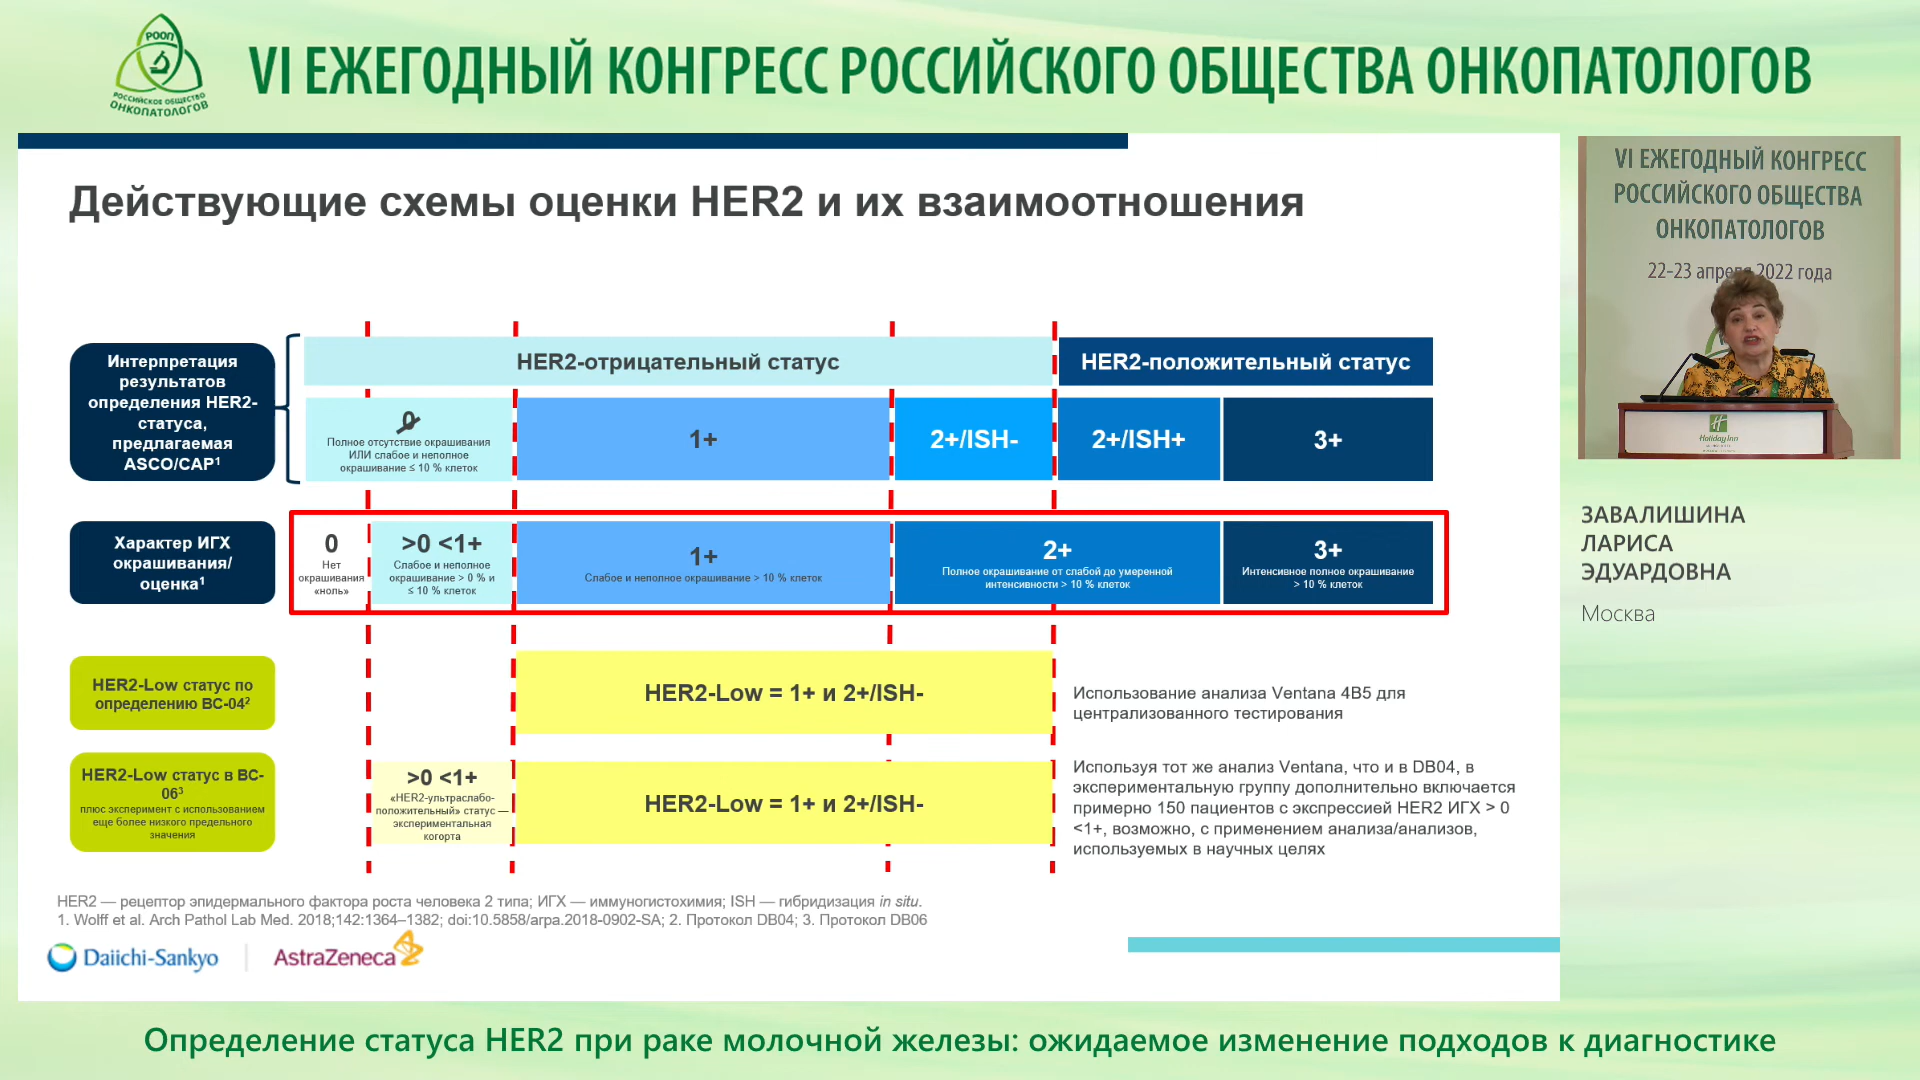 РООП
РОССИЙСКОЕ ОБЩЕСТВО
ОНКОПАТОЛОГОВ
VI ЕЖЕГОДНЫЙ КОНГРЕСС РОССИЙСКОГО ОБЩЕСТВА ОНКОПАТОЛОГОВ
Действующие схемы оценки HER2 и их взаимоотношения
Интерпретация
результатов
определения HER2-
статуса,
предлагаемая
ASCO/CAP1
HER2-отрицательный статус
HER2-положительный статус
0
Полное отсутствие окрашивания
ИЛИ слабое и неполное
окрашивание ≤ 10 % клеток
1+
2+/ISH-
2+/ISH+
3+
Характер ИГХ
окрашивания/
оценка1
0
Нет
окрашивания
«ноль»
>0 <1+
Слабое и неполное
окрашивание > 0 % и
≤ 10 % клеток
1+
Слабое и неполное окрашивание > 10 % клеток
2+
Полное окрашивание от слабой до умеренной
интенсивности > 10 % клеток
3+
Интенсивное полное окрашивание
> 10 % клеток
HER2-Low статус по
определению BC-042
HER2-Low = 1+ и 2+/ISH-
Использование анализа Ventana 4B5 для
централизованного тестирования
HER2-Low статус в BC-
063
плюс эксперимент с использованием
еще более низкого предельного
значения
>0 <1+
«HER2-ультраслабо-
положительный» статус —
экспериментальная
когорта
HER2-Low = 1+ и 2+/ISH-
Используя тот же анализ Ventana, что и в DB04, в
экспериментальную группу дополнительно включается
примерно 150 пациентов с экспрессией HER2 ИГХ > 0
<1+, возможно, с применением анализа/анализов,
используемых в научных целях
HER2 — рецептор эпидермального фактора роста человека 2 типа; ИГХ — иммуногистохимия; ISH — гибридизация in situ.
1. Wolff et al. Arch Pathol Lab Med. 2018;142:1364–1382; doi:10.5858/arpa.2018-0902-SA; 2. Протокол DB04; 3. Протокол DB06
Daiichi-Sankyo
AstraZeneca
VI ЕЖЕГОДНЫЙ КОНГРЕСС
РОССИЙСКОГО ОБЩЕСТВА
ОНКОПАТОЛОГОВ
22-23 апреля 2022 года
Holiday Inn
ЗАВАЛИШИНА
ЛАРИСА
ЭДУАРДОВНА
Москва
Определение статуса HER2 при раке молочной железы: ожидаемое изменение подходов к диагностике